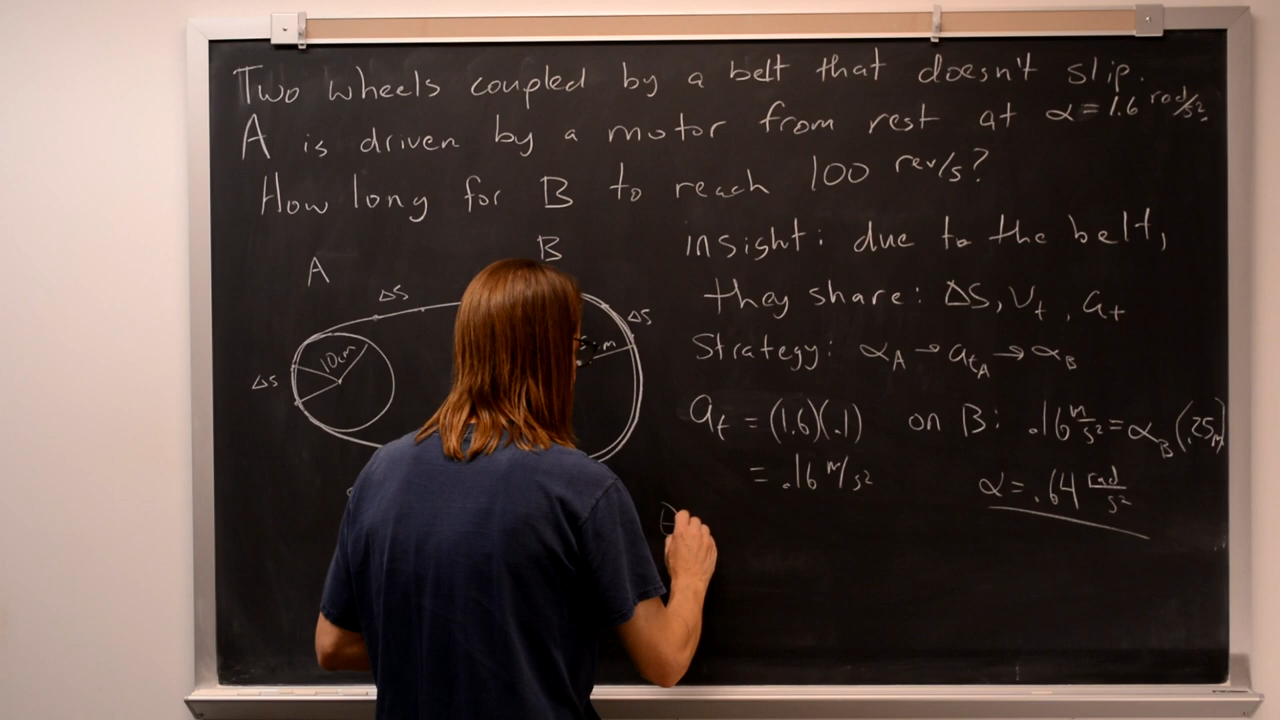 Two wheels coupled by a belt that doesn't slip.
A is driven by a motor from rest at α = 1.6 rad/s²
How long for B to reach 100 rev/s?
A
B
Δs
Δs
Δs
10cm
m
insight: due to the belt,
they share: Δs, v_t, a_t
Strategy: α_A → a_t_A → α_B
a_t = (1.6)(.1)
= .16 m/s²
on B: .16 m/s² = α_B (.25m)
α = .64 rad/s²